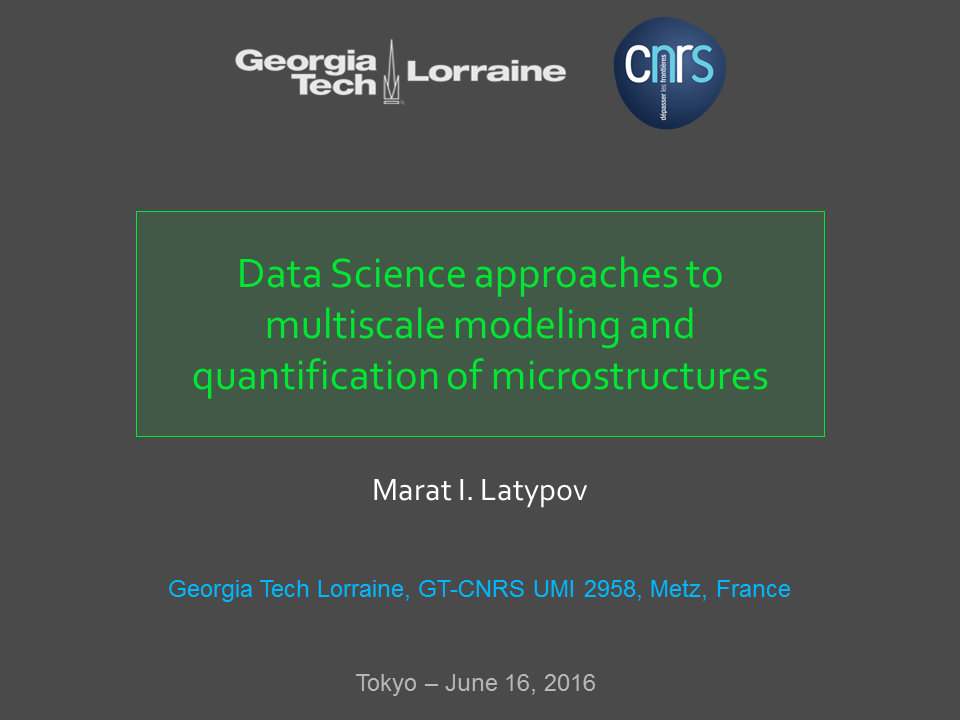 Georgia Tech Lorraine
cnrs
dépasser les frontières
Data Science approaches to
multiscale modeling and
quantification of microstructures
Marat I. Latypov
Georgia Tech Lorraine, GT-CNRS UMI 2958, Metz, France
Tokyo – June 16, 2016